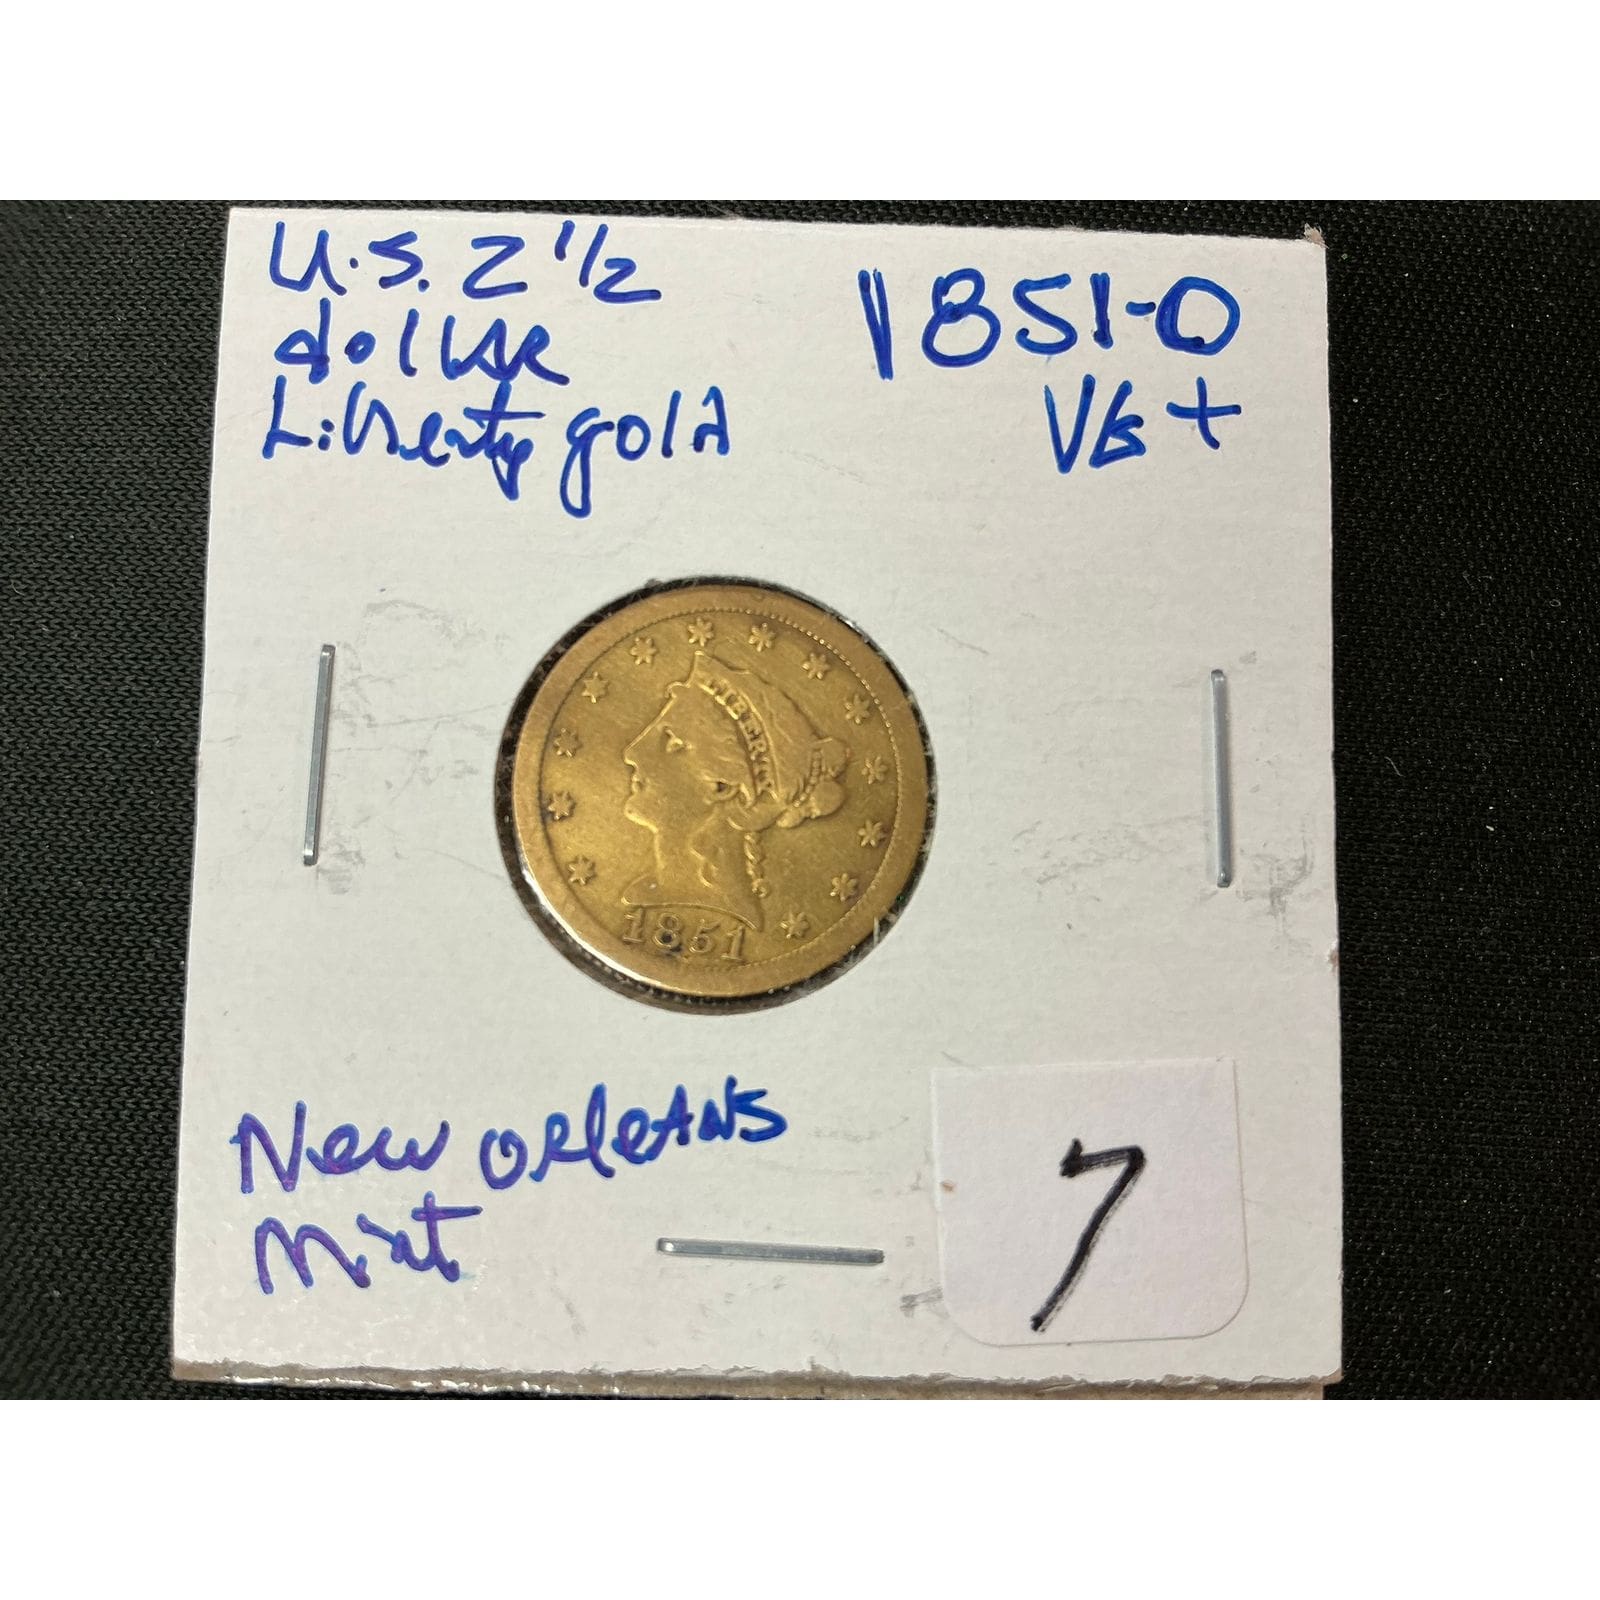 U.S. 2 1/2
dollar
Liberty gold
1851-O
VG+
LIBERTY
1851
New Orleans
Mint
7